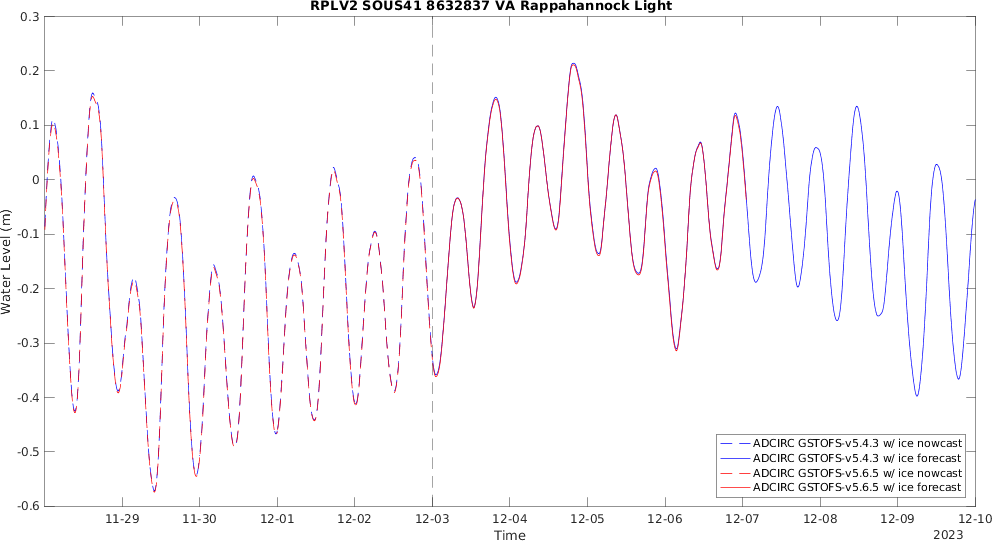 RPLV2 SOUS41 8632837 VA Rappahannock Light
0.3
0.2
0.1
0
-0.1
-0.2
-0.3
-0.4
-0.5
-0.6
Water Level (m)
11-29 11-30 12-01 12-02 12-03 12-04 12-05 12-06 12-07 12-08 12-09 12-10
Time
2023
ADCIRC GSTOFS-v5.4.3 w/ ice nowcast
ADCIRC GSTOFS-v5.4.3 w/ ice forecast
ADCIRC GSTOFS-v5.6.5 w/ ice nowcast
ADCIRC GSTOFS-v5.6.5 w/ ice forecast